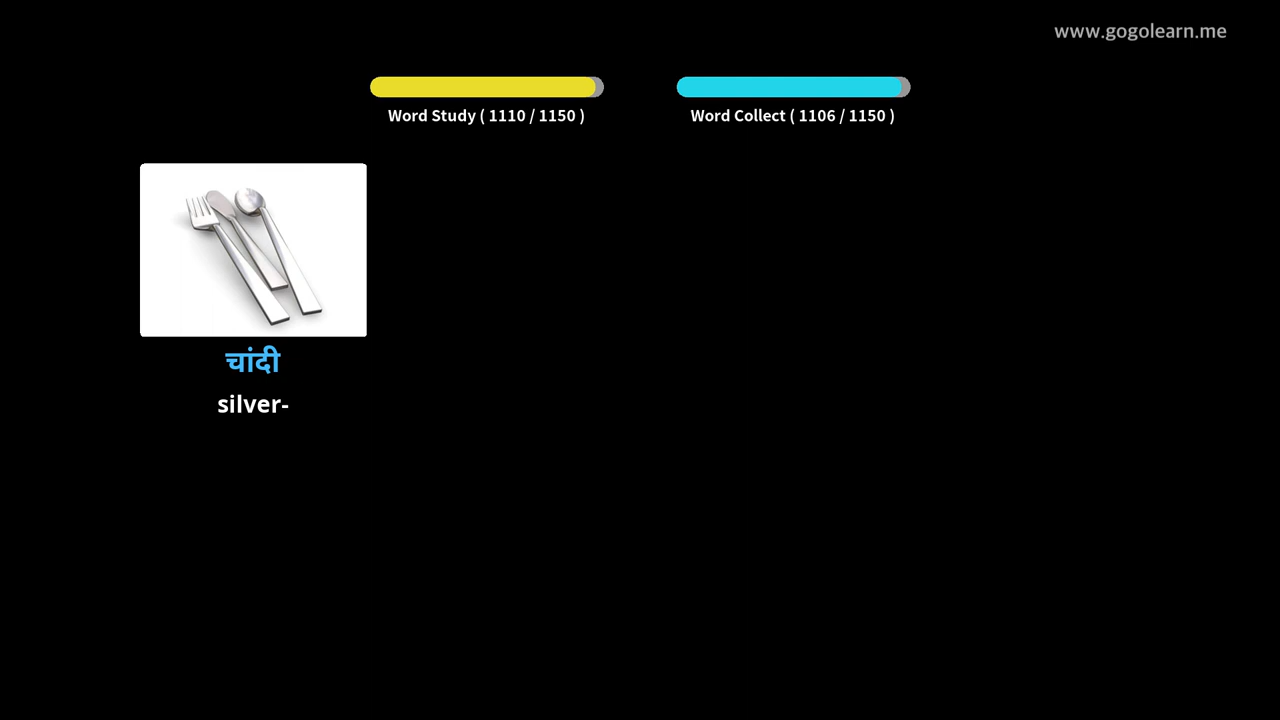 www.gogolearn.me
Word Study ( 1110 / 1150 )
Word Collect ( 1106 / 1150 )
चांदी
silver-